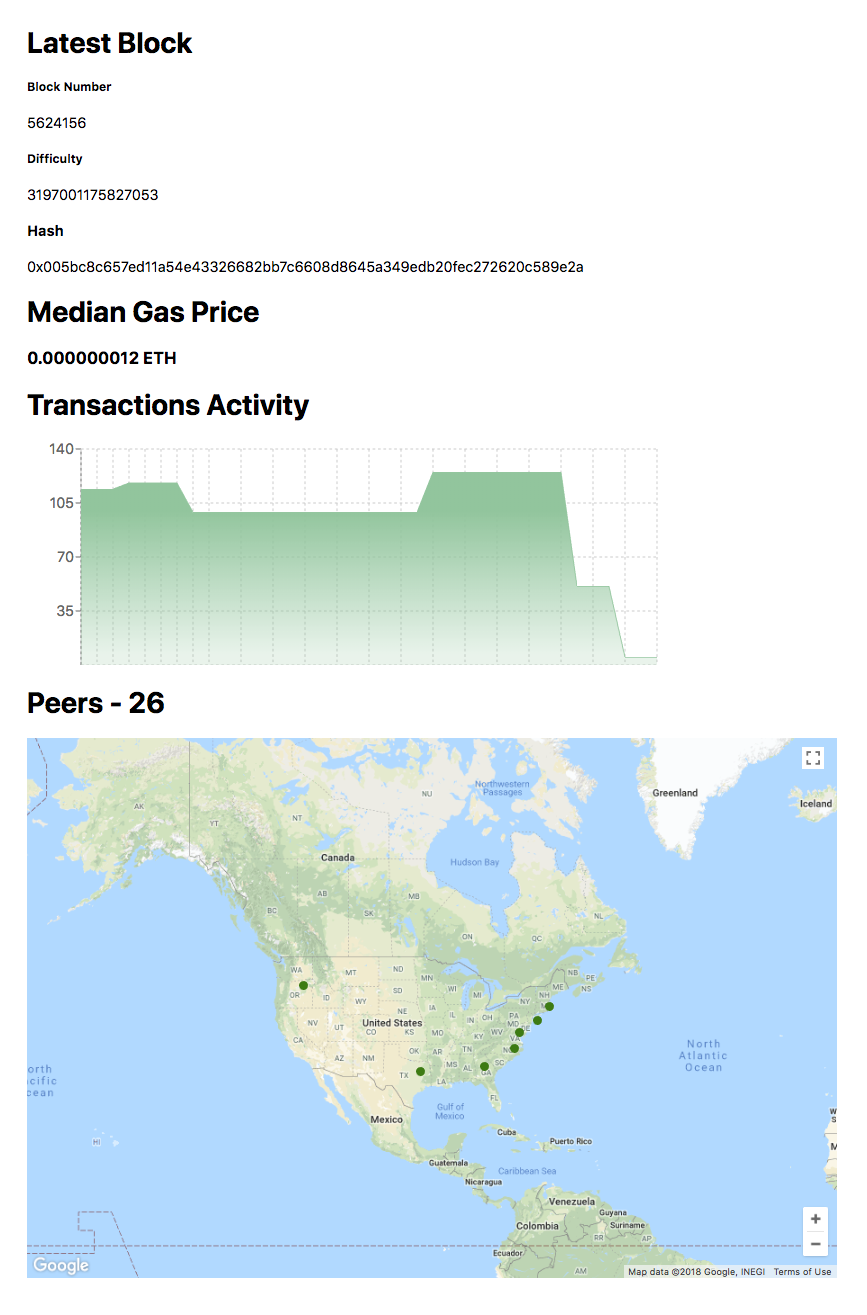 Latest Block
Block Number
5624156
Difficulty
3197001175827053
Hash
0x005bc8c657ed11a54e43326682bb7c6608d8645a349edb20fec272620c589e2a
Median Gas Price
0.000000012 ETH
Transactions Activity
140
105
70
35
Peers - 26
Northwestern
Passages
Greenland
Iceland
AK
YT
NT
NU
Canada
Hudson Bay
AB
MB
BC
SK
NL
ON
QC
WA
MT
ND
MN
NB
PE
NS
OR
ID
WY
SD
WI
MI
NY
NH
NV
UT
NE
IA
IL
IN
OH
PA
MD
DE
United States
CO
KS
MO
KY
WV
VA
CA
AZ
NM
OK
AR
TN
NC
SC
MS
AL
GA
TX
LA
FL
North
Atlantic
Ocean
Gulf of
Mexico
Mexico
HI
Cuba
Puerto Rico
Guatemala
Caribbean Sea
Nicaragua
Venezuela
Guyana
Suriname
Colombia
RR
AP
Ecuador
AM
PA
+
−
Google
Map data ©2018 Google, INEGI Terms of Use